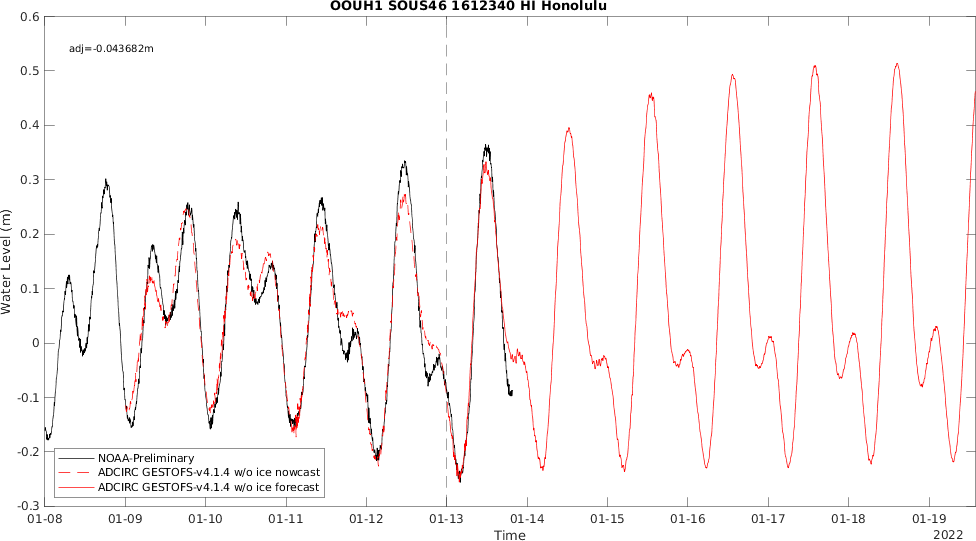 OOUH1 SOUS46 1612340 HI Honolulu
adj=-0.043682m
Water Level (m)
0.6
0.5
0.4
0.3
0.2
0.1
0
-0.1
-0.2
-0.3
NOAA-Preliminary
ADCIRC GESTOFS-v4.1.4 w/o ice nowcast
ADCIRC GESTOFS-v4.1.4 w/o ice forecast
01-08 01-09 01-10 01-11 01-12 01-13 01-14 01-15 01-16 01-17 01-18 01-19
Time
2022